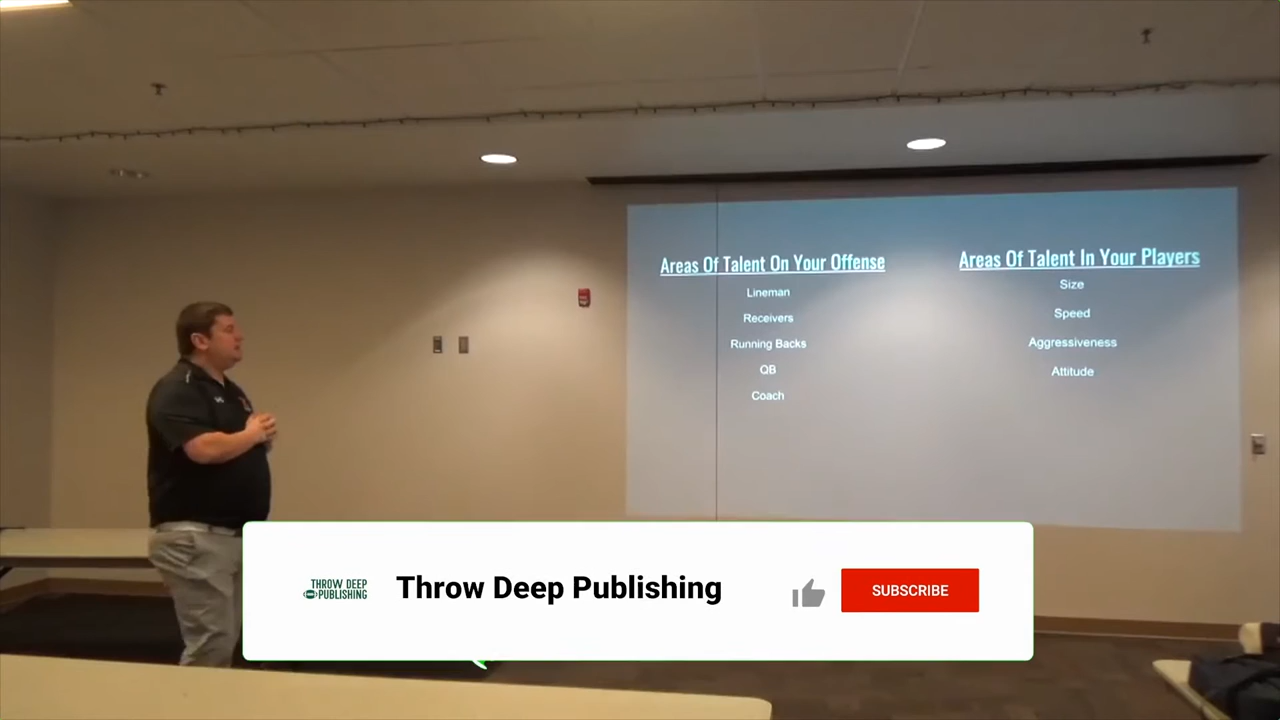 Areas Of Talent On Your Offense
Lineman
Receivers
Running Backs
QB
Coach
Areas Of Talent In Your Players
Size
Speed
Aggressiveness
Attitude
THROW DEEP
PUBLISHING
Throw Deep Publishing
SUBSCRIBE